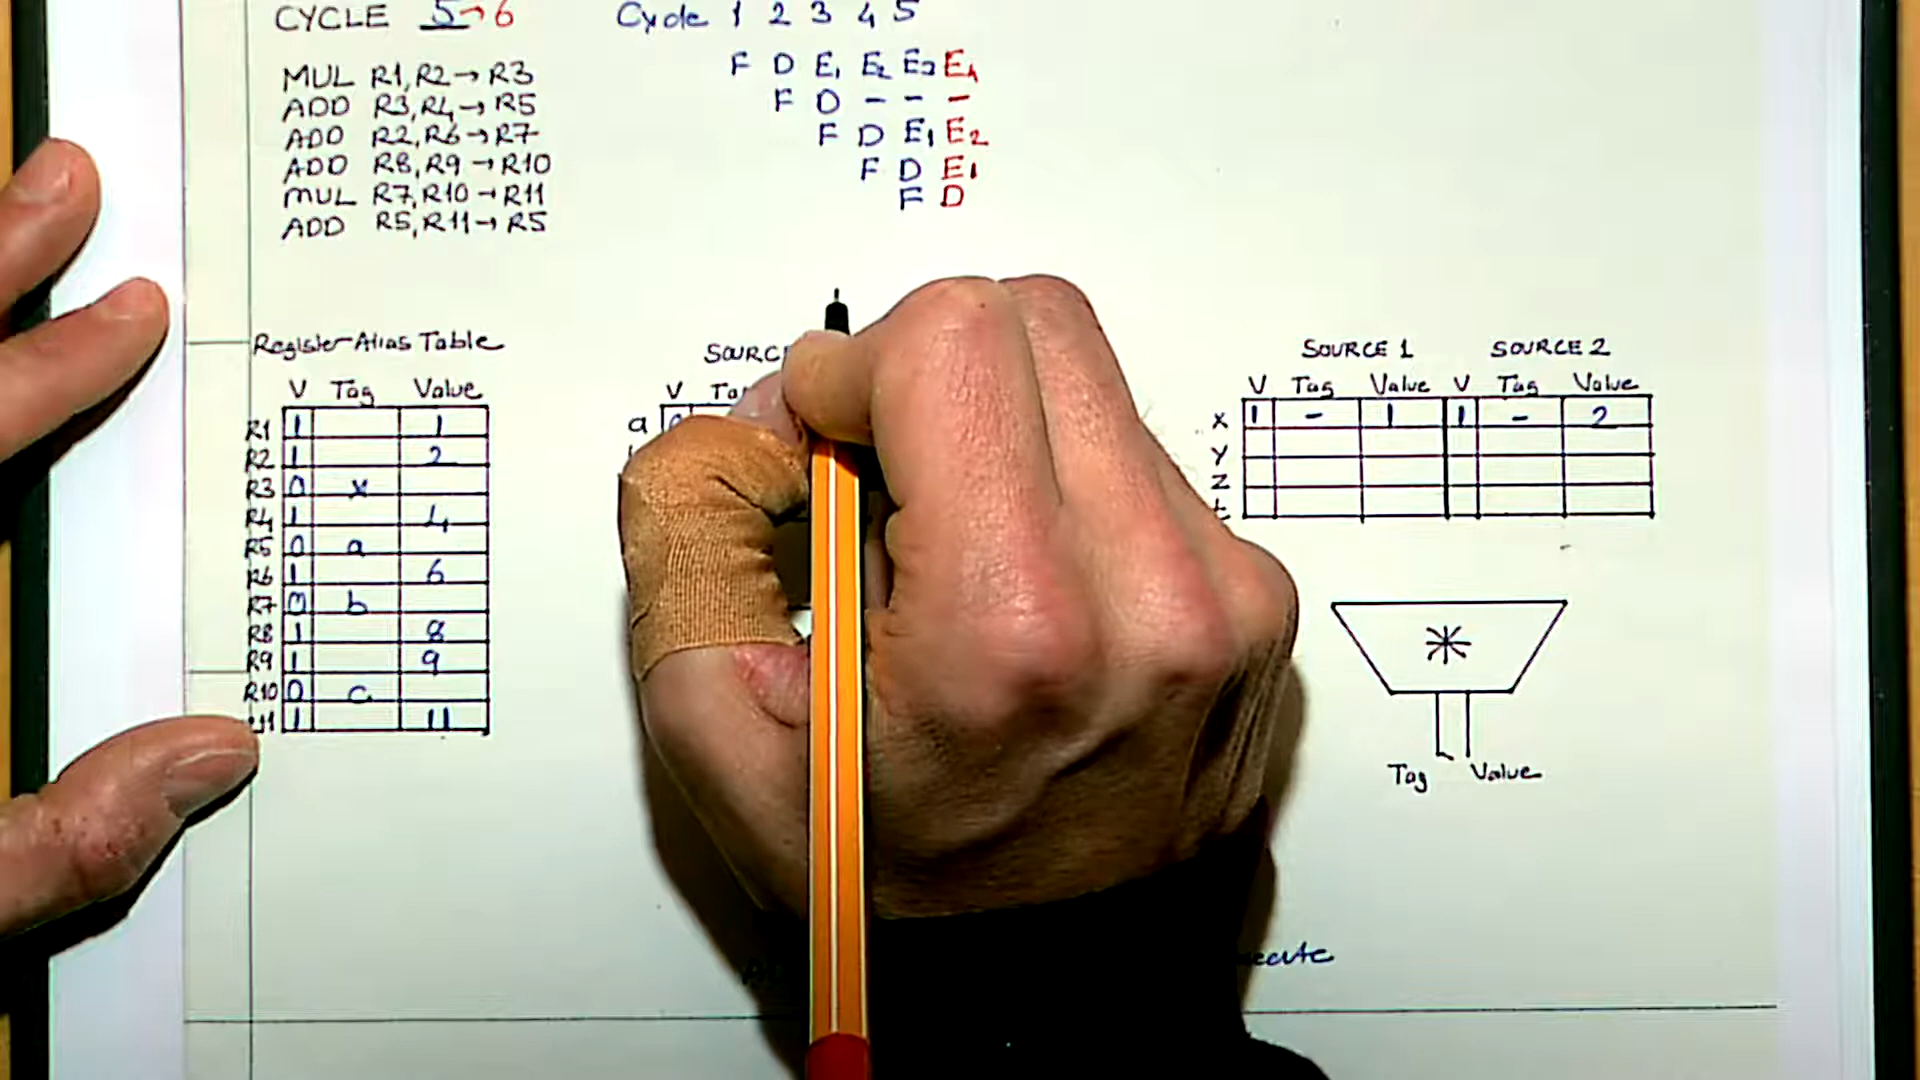 CYCLE 5→6
Cycle 1 2 3 4 5
MUL R1, R2 → R3
ADD R3, R4 → R5
ADD R2, R6 → R7
ADD R8, R9 → R10
MUL R7, R10 → R11
ADD R5, R11 → R5
F D E1 E2 E3 E4
F D - - -
F D E1 E2
F D E1
F D
Register Alias Table
V Tag Value
R1 1 1
R2 1 2
R3 0 x
R4 1 4
R5 0 a
R6 1 6
R7 0 b
R8 1 8
R9 1 9
R10 0 c
R11 1 11
V
a
SOURCE 1 SOURCE 2
V Tag Value V Tag Value
x 1 - 1 1 - 2
y
z
t
*
Tag Value